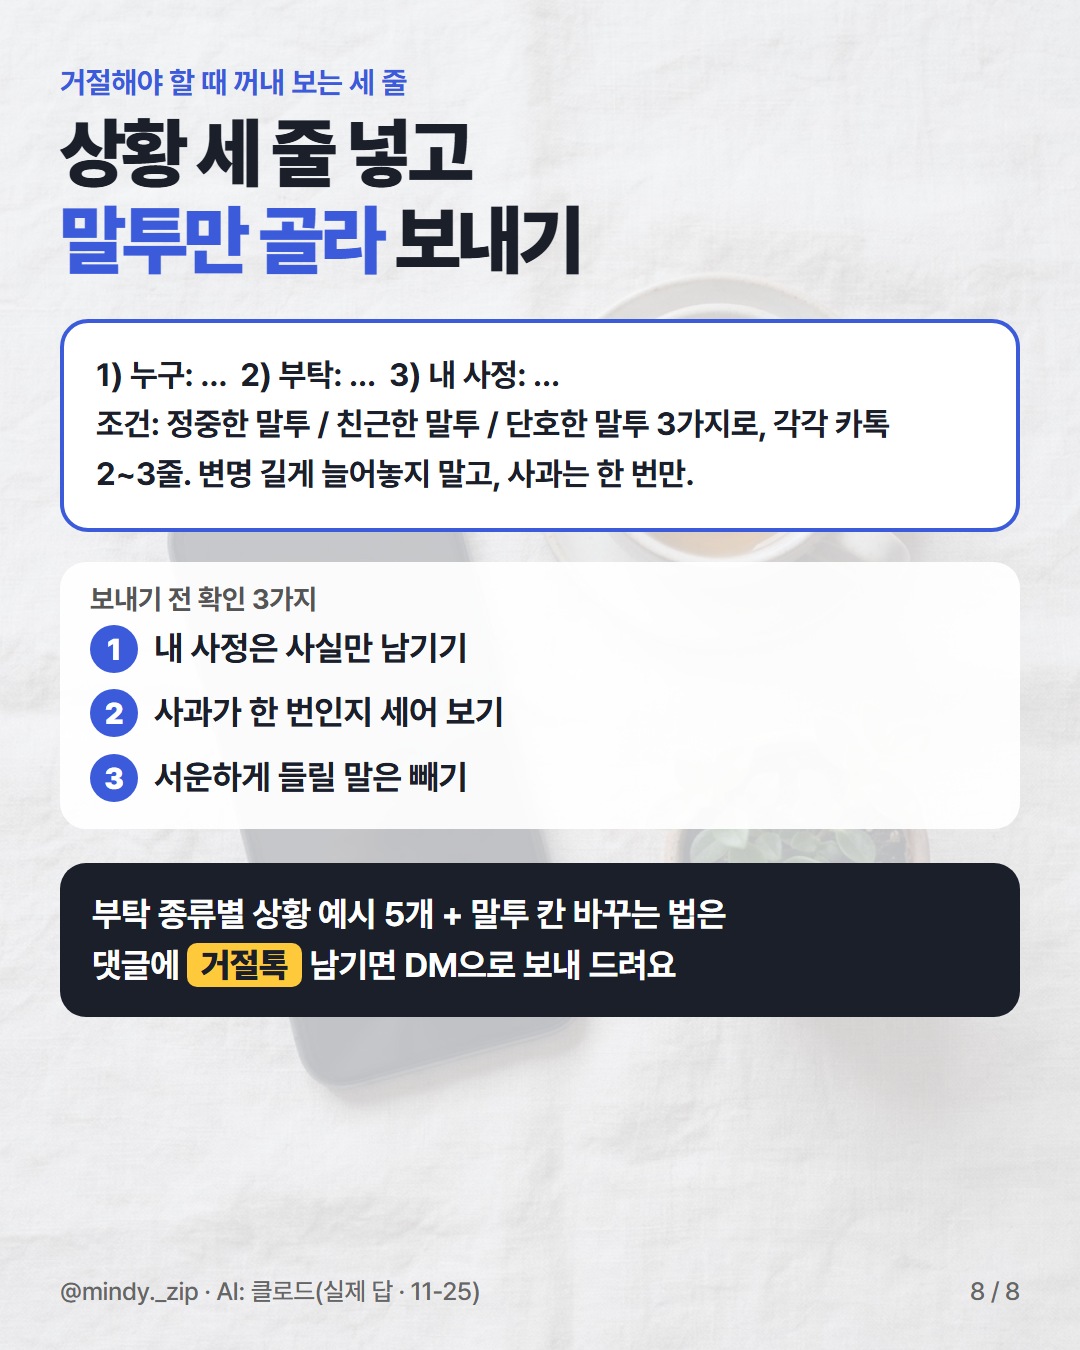 거절해야 할 때 꺼내 보는 세 줄
상황 세 줄 넣고
말투만 골라 보내기
1) 누구: ... 2) 부탁: ... 3) 내 사정: ...
조건: 정중한 말투 / 친근한 말투 / 단호한 말투 3가지로, 각각 카톡
2~3줄. 변명 길게 늘어놓지 말고, 사과는 한 번만.
보내기 전 확인 3가지
1 내 사정은 사실만 남기기
2 사과가 한 번인지 세어 보기
3 서운하게 들릴 말은 빼기
부탁 종류별 상황 예시 5개 + 말투 칸 바꾸는 법은
댓글에 거절톡 남기면 DM으로 보내 드려요
@mindy._zip · AI: 클로드(실제 답 · 11-25)
8 / 8